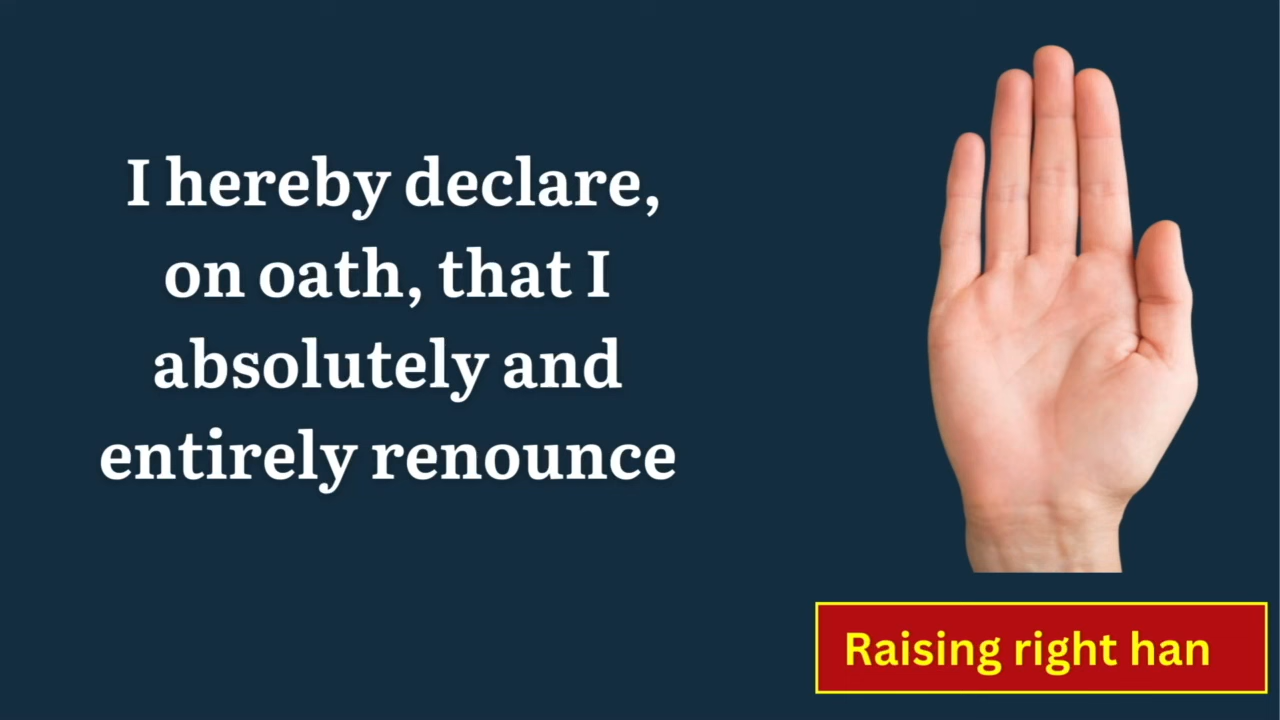 I hereby declare,
on oath, that I
absolutely and
entirely renounce
Raising right han